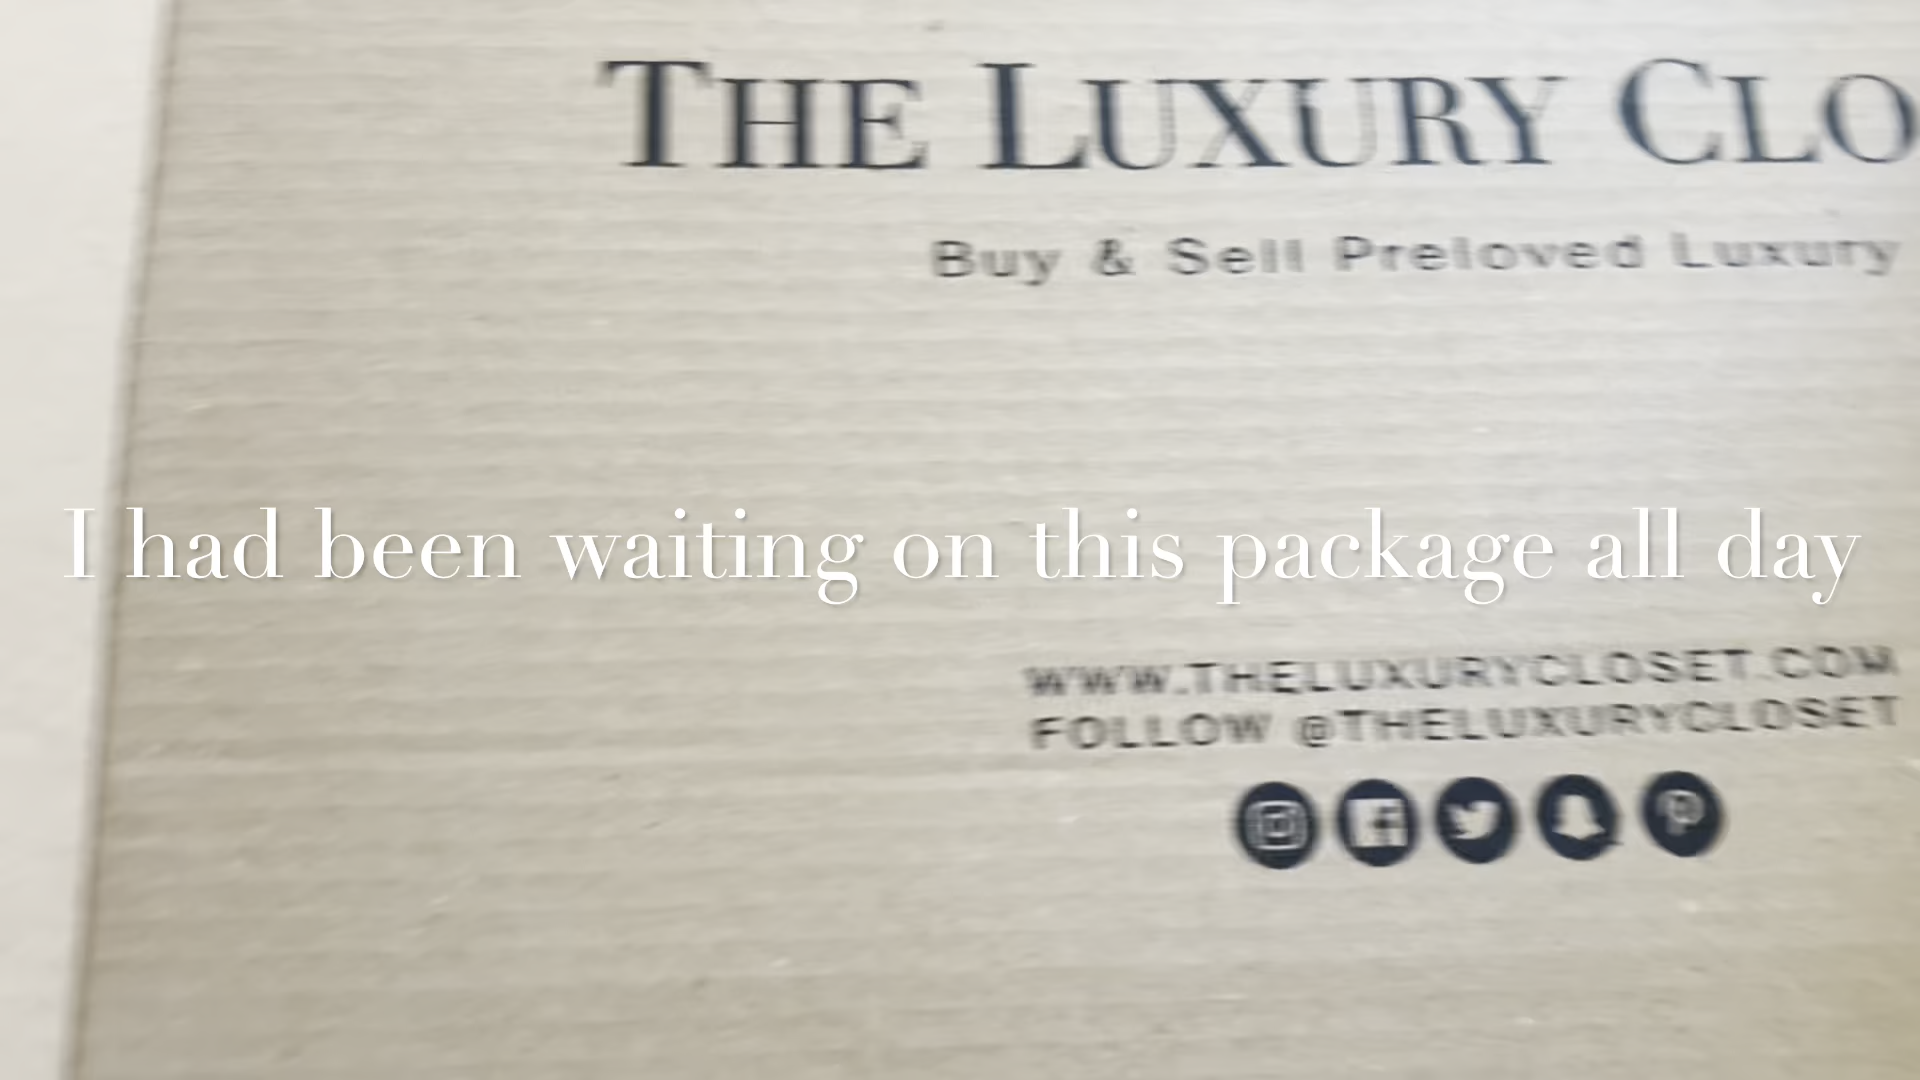 THE LUXURY CLO
Buy & Sell Preloved Luxury
I had been waiting on this package all day
WWW.THELUXURYCLOSET.COM
FOLLOW @THELUXURYCLOSET